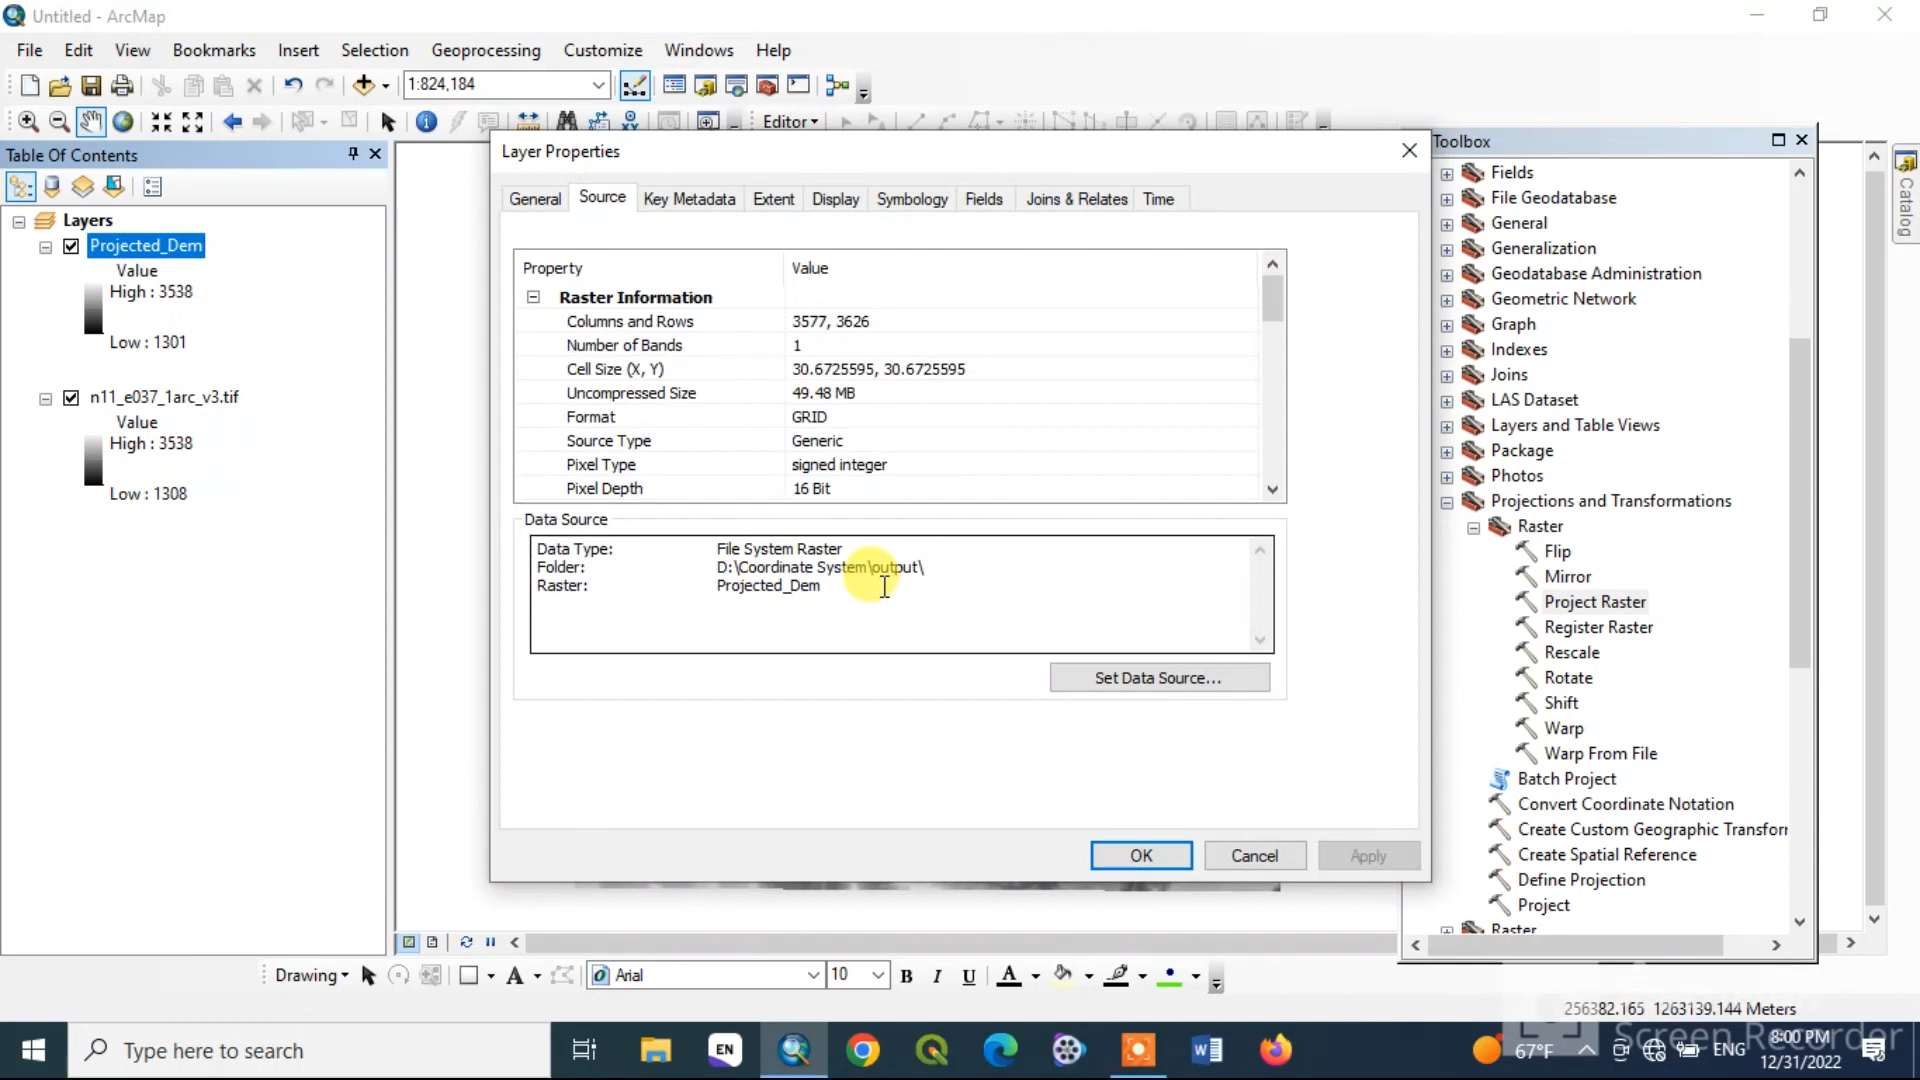 Untitled - ArcMap
File Edit View Bookmarks Insert Selection Geoprocessing Customize Windows Help
1:824,184
Editor
Table Of Contents
Layers
Projected_Dem
Value
High : 3538
Low : 1301
n11_e037_1arc_v3.tif
Value
High : 3538
Low : 1308
Layer Properties
General Source Key Metadata Extent Display Symbology Fields Joins & Relates Time
Property Value
Raster Information
Columns and Rows 3577, 3626
Number of Bands 1
Cell Size (X, Y) 30.6725595, 30.6725595
Uncompressed Size 49.48 MB
Format GRID
Source Type Generic
Pixel Type signed integer
Pixel Depth 16 Bit
Data Source
Data Type: File System Raster
Folder: D:\Coordinate System\output\
Raster: Projected_Dem
Set Data Source...
OK Cancel Apply
Toolbox
Fields
File Geodatabase
General
Generalization
Geodatabase Administration
Geometric Network
Graph
Indexes
Joins
LAS Dataset
Layers and Table Views
Package
Photos
Projections and Transformations
Raster
Flip
Mirror
Project Raster
Register Raster
Rescale
Rotate
Shift
Warp
Warp From File
Batch Project
Convert Coordinate Notation
Create Custom Geographic Transfor
Create Spatial Reference
Define Projection
Project
Raster
Catalog
Drawing Arial 10 B I U A
256382.165 1263139.144 Meters
Screen Recorder
Type here to search
EN
67°F
ENG
8:00 PM
12/31/2022